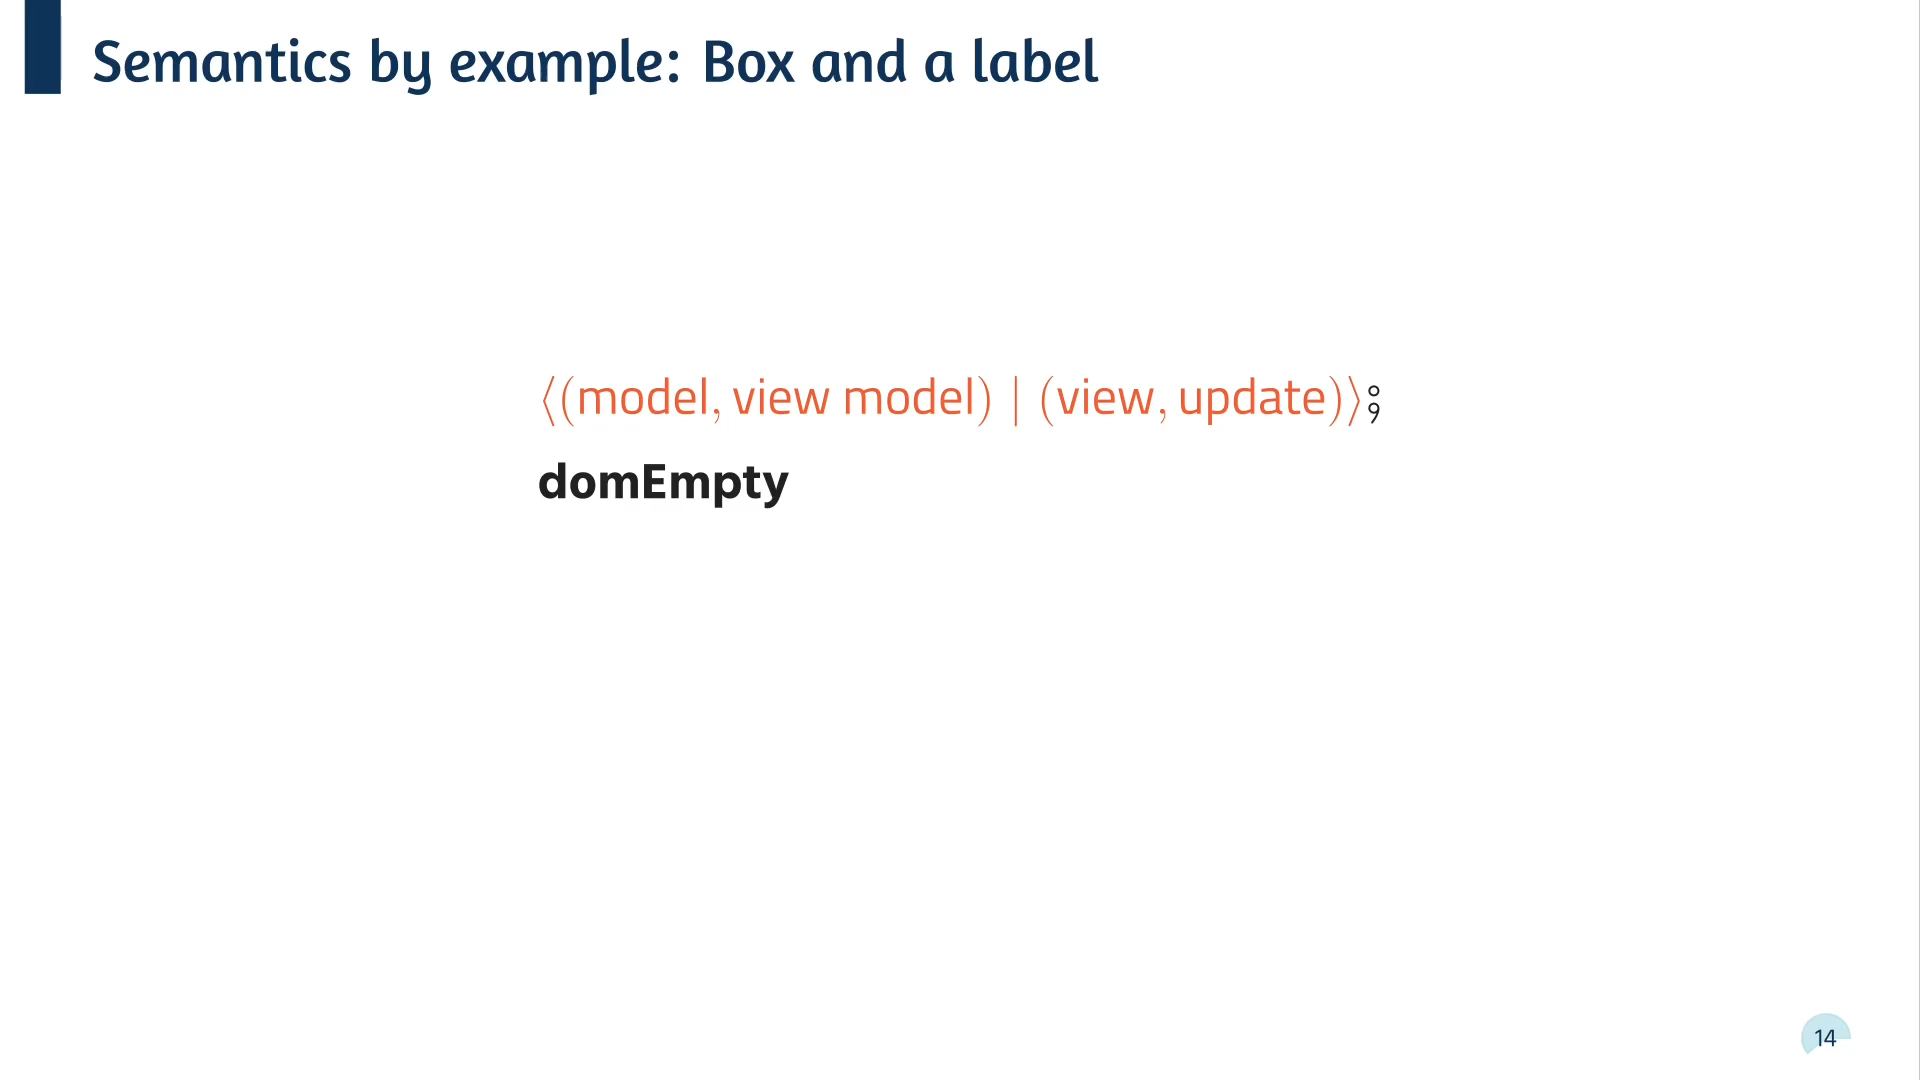 Semantics by example: Box and a label
⟨(model, view model) | (view, update)⟩⨟
domEmpty
14